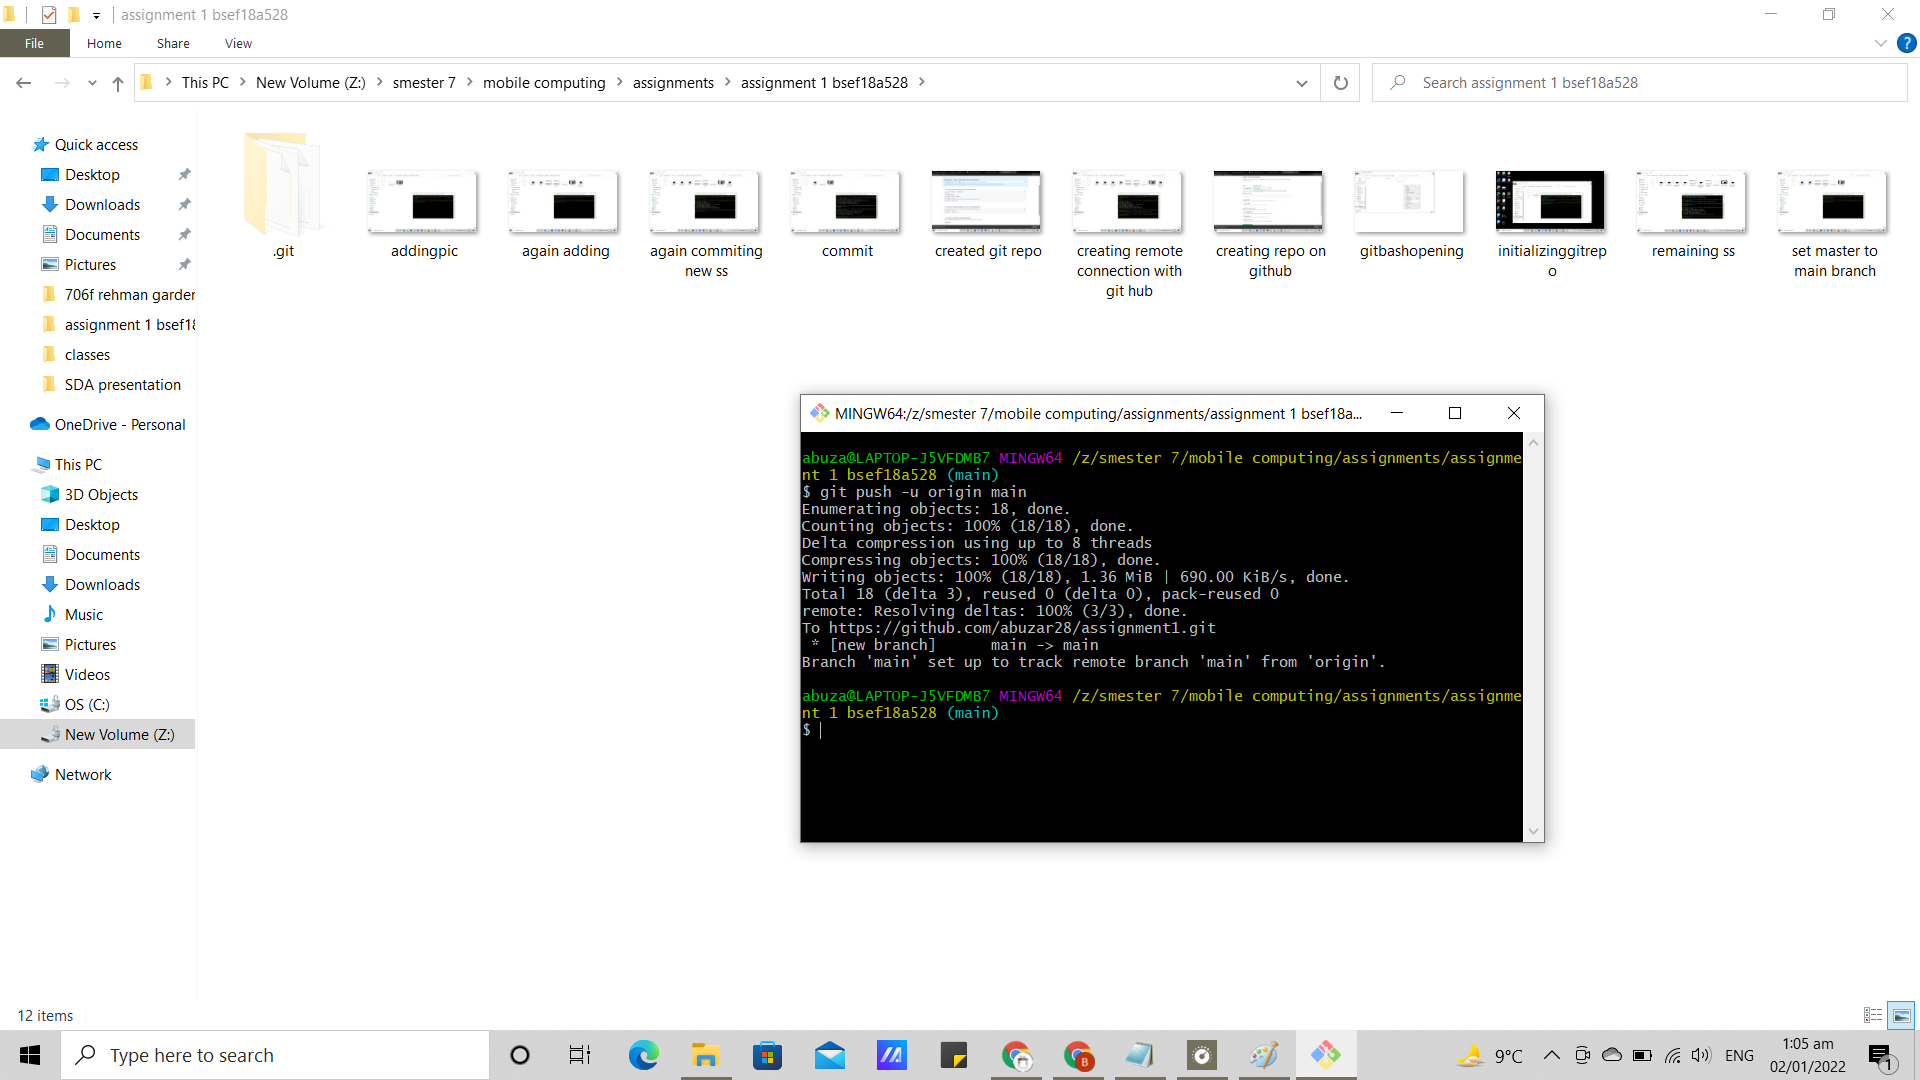 assignment 1 bsef18a528
File Home Share View
This PC New Volume (Z:) smester 7 mobile computing assignments assignment 1 bsef18a528
Search assignment 1 bsef18a528
Quick access
Desktop
Downloads
Documents
Pictures
706f rehman garder
assignment 1 bsef18
classes
SDA presentation
OneDrive - Personal
This PC
3D Objects
Desktop
Documents
Downloads
Music
Pictures
Videos
OS (C:)
New Volume (Z:)
Network
.git
addingpic
again adding
again commiting
new ss
commit
created git repo
creating remote
connection with
git hub
creating repo on
github
gitbashopening
initializinggitrep
o
remaining ss
set master to
main branch
MINGW64:/z/smester 7/mobile computing/assignments/assignment 1 bsef18a...
abuza@LAPTOP-J5VFDMB7 MINGW64 /z/smester 7/mobile computing/assignments/assignme
nt 1 bsef18a528 (main)
$ git push -u origin main
Enumerating objects: 18, done.
Counting objects: 100% (18/18), done.
Delta compression using up to 8 threads
Compressing objects: 100% (18/18), done.
Writing objects: 100% (18/18), 1.36 MiB | 690.00 KiB/s, done.
Total 18 (delta 3), reused 0 (delta 0), pack-reused 0
remote: Resolving deltas: 100% (3/3), done.
To https://github.com/abuzar28/assignment1.git
* [new branch] main -> main
Branch 'main' set up to track remote branch 'main' from 'origin'.
abuza@LAPTOP-J5VFDMB7 MINGW64 /z/smester 7/mobile computing/assignments/assignme
nt 1 bsef18a528 (main)
$
12 items
Type here to search
B
9°C
ENG
1:05 am
02/01/2022
1